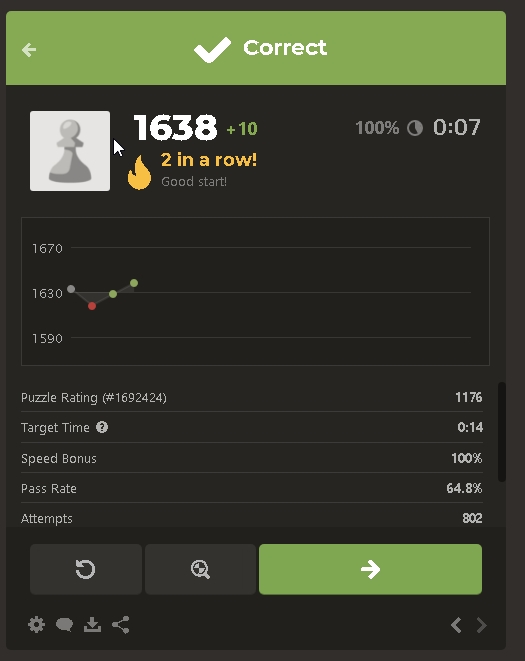 Correct
1638 +10
100% 0:07
2 in a row!
Good start!
1670
1630
1590
Puzzle Rating (#1692424) 1176
Target Time ? 0:14
Speed Bonus 100%
Pass Rate 64.8%
Attempts 802